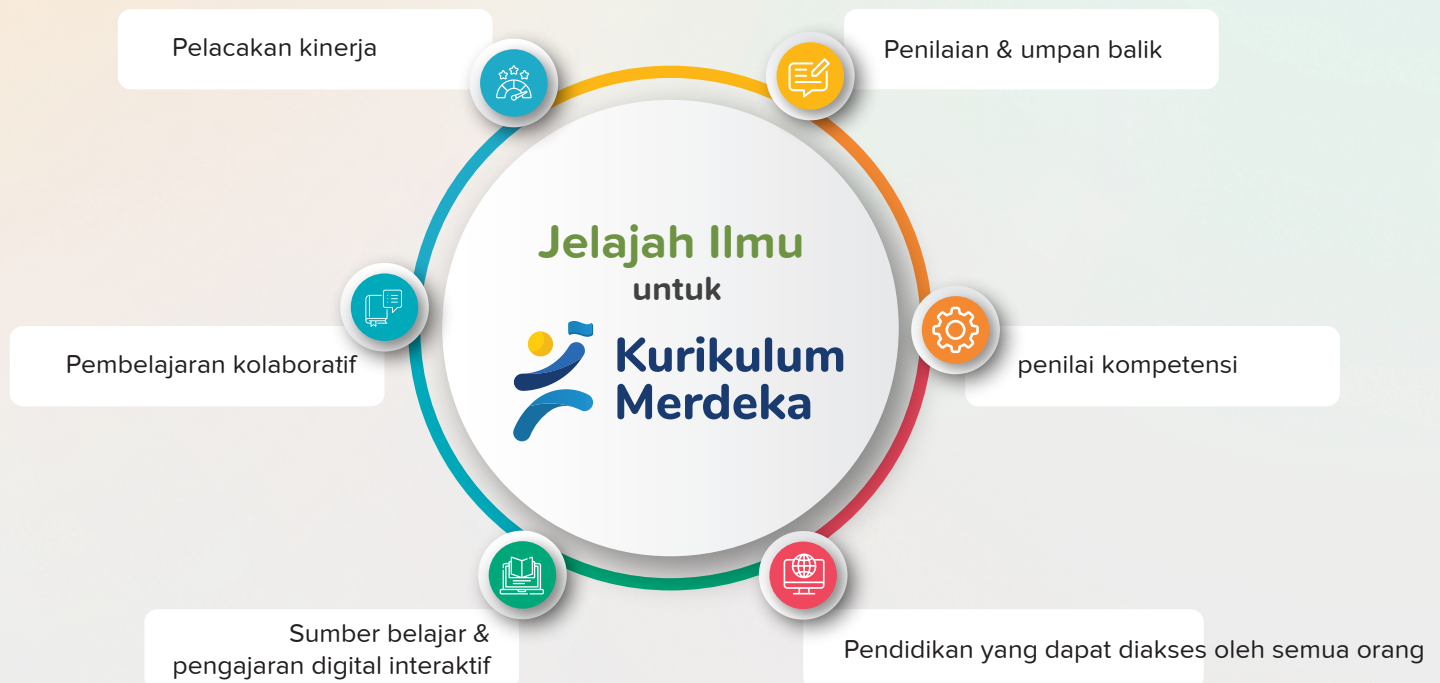 Pelacakan kinerja
Penilaian & umpan balik
Jelajah Ilmu
untuk
Kurikulum
Merdeka
Pembelajaran kolaboratif
penilai kompetensi
Sumber belajar &
pengajaran digital interaktif
Pendidikan yang dapat diakses oleh semua orang